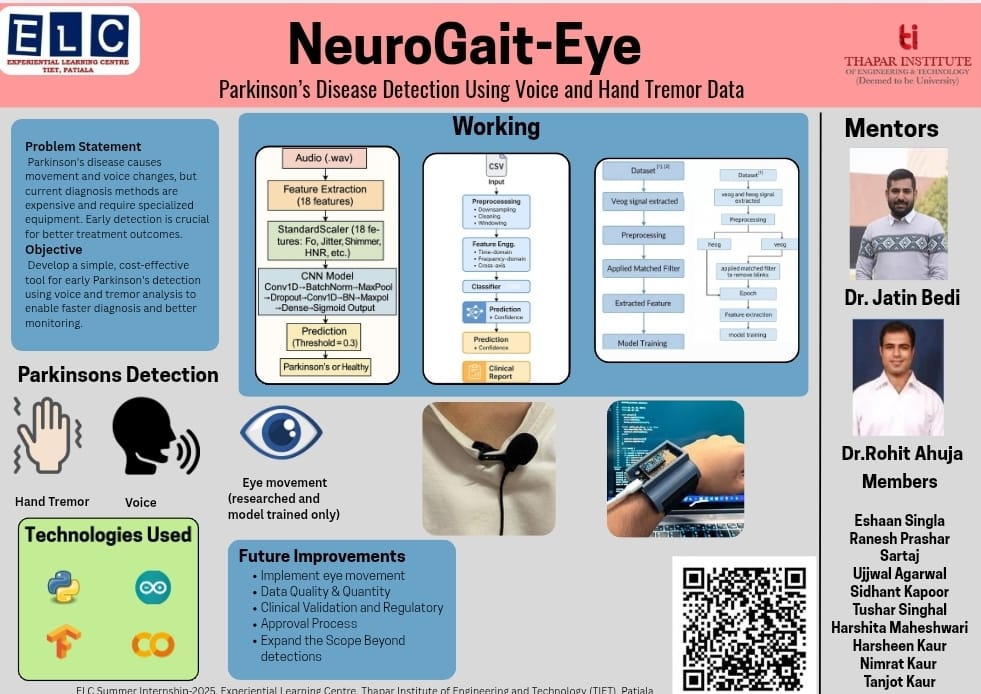 ELC
EXPERIENTIAL LEARNING CENTRE
TIET, PATIALA
NeuroGait-Eye
Parkinson's Disease Detection Using Voice and Hand Tremor Data
ti
THAPAR INSTITUTE
OF ENGINEERING & TECHNOLOGY
(Deemed to be University)
Problem Statement
Parkinson's disease causes
movement and voice changes, but
current diagnosis methods are
expensive and require specialized
equipment. Early detection is crucial
for better treatment outcomes.
Objective
Develop a simple, cost-effective
tool for early Parkinson's detection
using voice and tremor analysis to
enable faster diagnosis and better
monitoring.
Working
Audio (.wav)
Feature Extraction
(18 features)
StandardScaler (18 fe-
tures: Fo, Jitter, Shimmer,
HNR, etc.)
CNN Model
Conv1D→BatchNorm→MaxPool
→Dropout→Conv1D→BN→Maxpol
→Dense→Sigmoid Output
Prediction
(Threshold = 0.3)
Parkinson's or Healthy
CSV
Input
Preprocesssing
• Downsampling
• Cleaning
• Windowing
Feature Engg.
• Time-domain
• Frequency-domain
• Cross-axis
Classifier
Prediction
• Confidence
Prediction
• Confidence
Clinical
Report
Dataset [1], [2]
Veog signal extracted
Preprocessing
Applied Matched Filter
Extracted Feature
Model Training
Dataset
veog and heog signal
extracted
Preprocessing
heog
veog
applied matched filter
to remove blinks
Epoch
Feature extraction
model training
Mentors
Dr. Jatin Bedi
Dr.Rohit Ahuja
Members
Eshaan Singla
Ranesh Prashar
Sartaj
Ujjwal Agarwal
Sidhant Kapoor
Tushar Singhal
Harshita Maheshwari
Harsheen Kaur
Nimrat Kaur
Tanjot Kaur
Parkinsons Detection
Hand Tremor
Voice
Eye movement
(researched and
model trained only)
Technologies Used
Future Improvements
• Implement eye movement
• Data Quality & Quantity
• Clinical Validation and Regulatory
• Approval Process
• Expand the Scope Beyond
detections
ELC Summer Internship-2025, Experiential Learning Centre, Thapar Institute of Engineering and Technology (TIET), Patiala